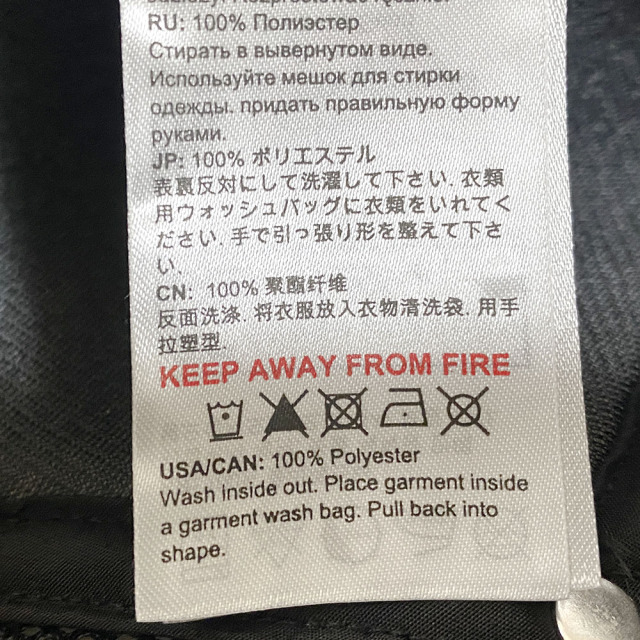 RU: 100% Полиэстер
Стирать в вывернутом виде.
Используйте мешок для стирки
одежды. придать правильную форму
руками.
JP: 100% ポリエステル
表裏反対にして洗濯して下さい. 衣類
用ウォッシュバッグに衣類をいれてく
ださい. 手で引っ張り形を整えて下さ
い.
CN: 100% 聚酯纤维
反面洗涤. 将衣服放入衣物清洗袋. 用手
拉塑型.
KEEP AWAY FROM FIRE
USA/CAN: 100% Polyester
Wash inside out. Place garment inside
a garment wash bag. Pull back into
shape.